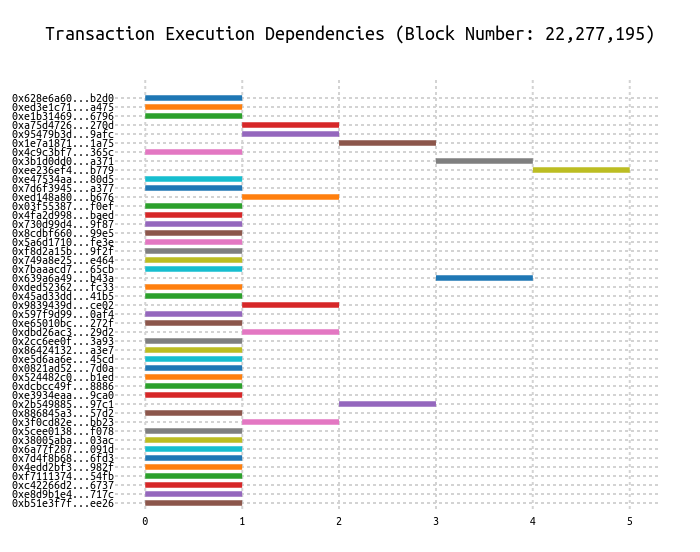 Transaction Execution Dependencies (Block Number: 22,277,195)
0x628e6a60...b2d0
0xed3e1c71...a475
0xe1b31469...6796
0xa75d4726...270d
0x95479b3d...9afc
0x1e7a1871...1a75
0x4c9c3bf7...365c
0x3b1d0dd0...a371
0xee236ef4...b779
0xe47534aa...80d5
0x7d6f3945...a377
0xed148a80...b676
0x03f55387...f0ef
0x4fa2d998...baed
0x730d99d4...9f87
0x8cdbf660...99e5
0x5a6d1710...fe3e
0xf8d2a15b...9f2f
0x749a8e25...e464
0x7baaacd7...65cb
0x639a6a49...b43a
0xded52362...fc33
0x45ad33dd...41b5
0x9839439d...ce02
0x597f9d99...0af4
0xe65010bc...272f
0xdbd26ac3...29d2
0x2cc6ee0f...3a93
0x86424132...a3e7
0xe5d6aa6e...45cd
0x0821ad52...7d0a
0x524482c0...b1ed
0xdcbcc49f...8886
0xe3934eaa...9ca0
0x2b549885...97c1
0x886845a3...57d2
0x3f0cd82e...bb23
0x5cee0138...f078
0x38005aba...03ac
0x6a77f287...091d
0x7d4f8b68...6fd3
0x4edd2bf3...982f
0xf7111374...54fb
0xc42266d2...6737
0xe8d9b1e4...717c
0xb51e3f7f...ee26
0 1 2 3 4 5